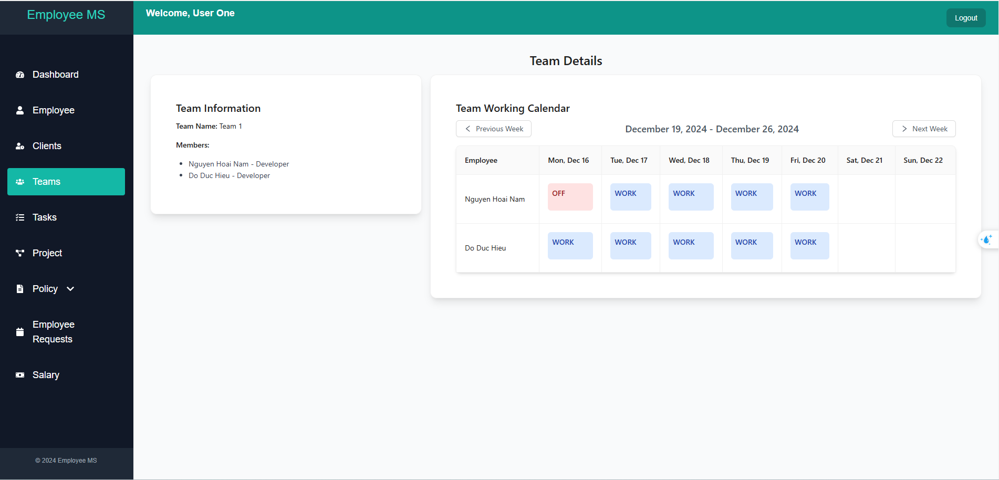 Employee MS
Welcome, User One
Logout
Dashboard
Employee
Clients
Teams
Tasks
Project
Policy
Employee
Requests
Salary
© 2024 Employee MS
Team Details
Team Information
Team Name: Team 1
Members:
Nguyen Hoai Nam - Developer
Do Duc Hieu - Developer
Team Working Calendar
Previous Week
December 19, 2024 - December 26, 2024
Next Week
Employee Mon, Dec 16 Tue, Dec 17 Wed, Dec 18 Thu, Dec 19 Fri, Dec 20 Sat, Dec 21 Sun, Dec 22
Nguyen Hoai Nam OFF WORK WORK WORK WORK
Do Duc Hieu WORK WORK WORK WORK WORK